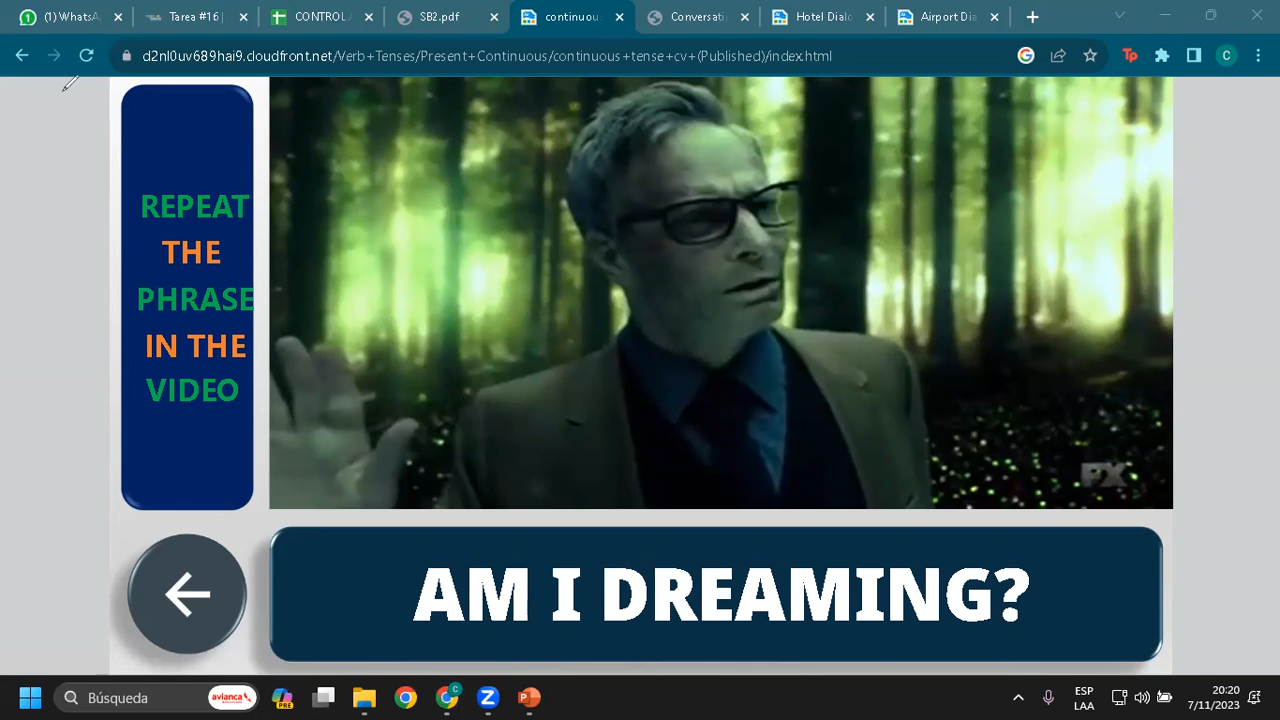 (1) WhatsA
Tarea #16
CONTROL
SB2.pdf
continuou
Conversati
Hotel Dialo
Airport Dia
d2nl0uv689hai9.cloudfront.net/Verb+Tenses/Present+Continuous/continuous+tense+cv+(Published)/index.html
REPEAT
THE
PHRASE
IN THE
VIDEO
FX
AM I DREAMING?
Búsqueda
avianca
PRE
ESP
LAA
20:20
7/11/2023